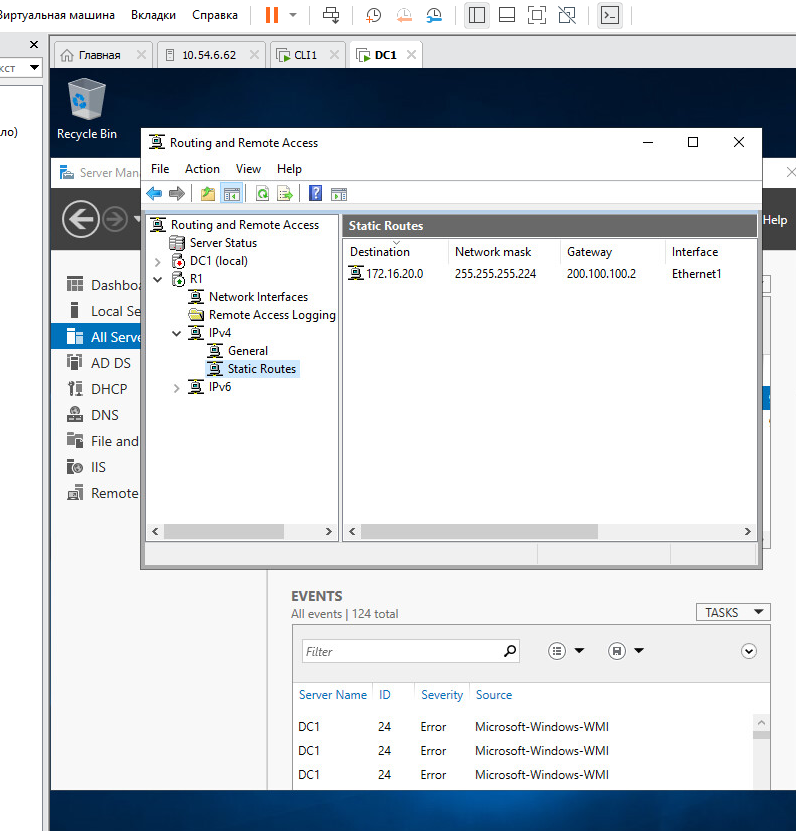 Виртуальная машина Вкладки Справка
Главная 10.54.6.62 CLI1 DC1
Recycle Bin
Routing and Remote Access
File Action View Help
Server Man
Help
Routing and Remote Access
Server Status
DC1 (local)
R1
Network Interfaces
Remote Access Logging
IPv4
General
Static Routes
IPv6
Static Routes
Destination Network mask Gateway Interface
172.16.20.0 255.255.255.224 200.100.100.2 Ethernet1
Dashboa
Local Se
All Serve
AD DS
DHCP
DNS
File and
IIS
Remote
EVENTS
All events | 124 total
TASKS
Filter
Server Name ID Severity Source
DC1 24 Error Microsoft-Windows-WMI
DC1 24 Error Microsoft-Windows-WMI
DC1 24 Error Microsoft-Windows-WMI